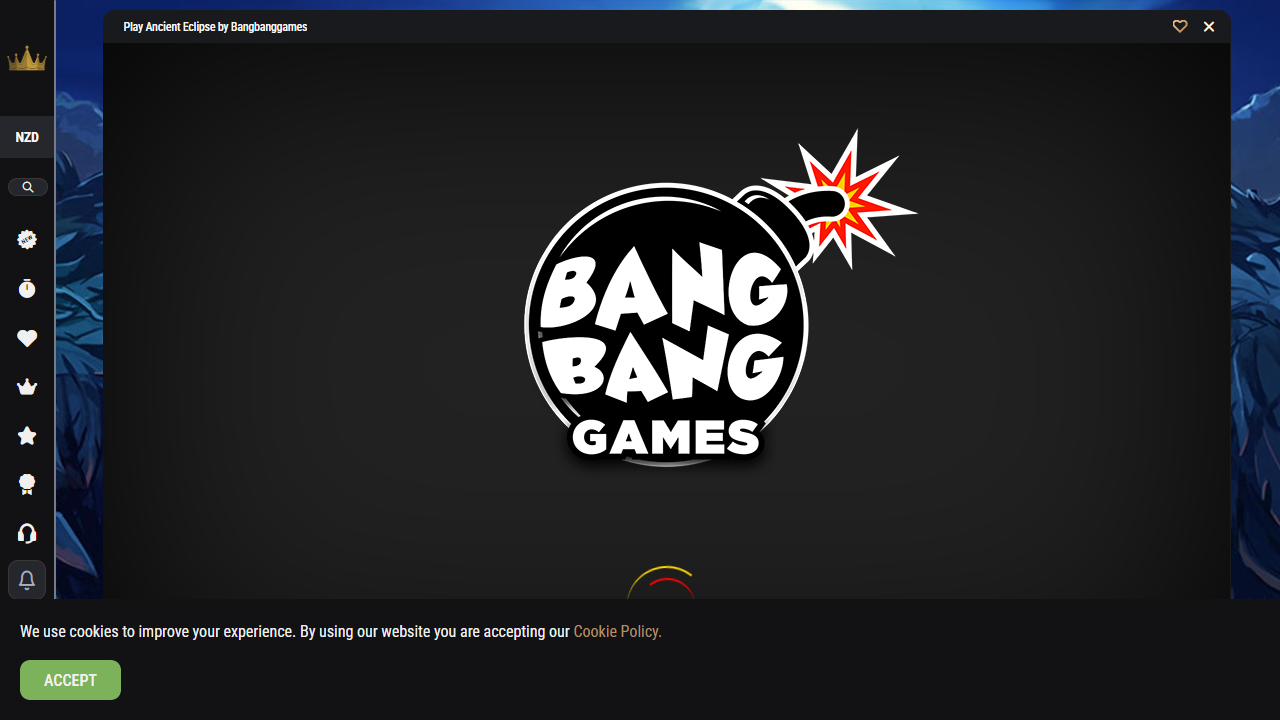 Play Ancient Eclipse by Bangbanggames
NZD
NEW
BANG
BANG
GAMES
We use cookies to improve your experience. By using our website you are accepting our Cookie Policy.
ACCEPT